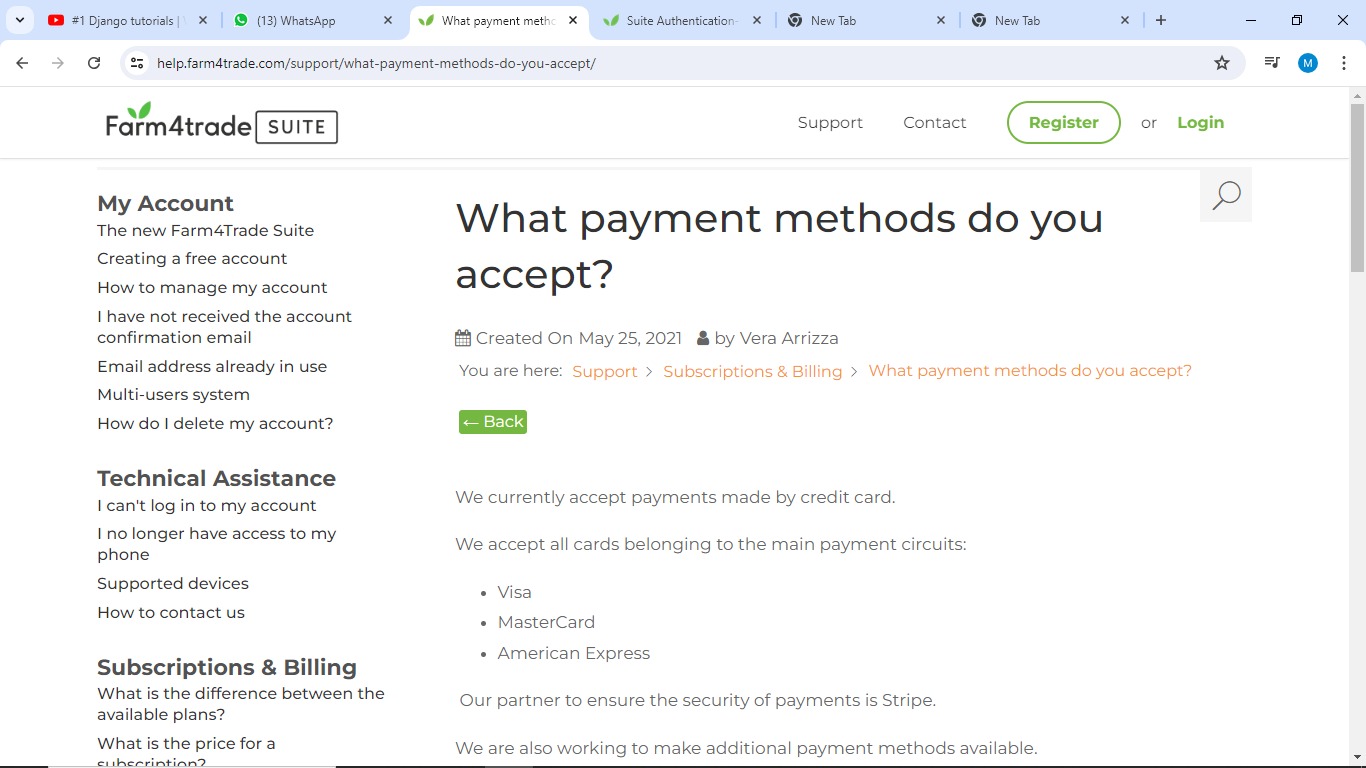 #1 Django tutorials |
(13) WhatsApp
What payment metho
Suite Authentication-
New Tab
New Tab
help.farm4trade.com/support/what-payment-methods-do-you-accept/
M
Farm4trade SUITE
Support
Contact
Register
or
Login
My Account
The new Farm4Trade Suite
Creating a free account
How to manage my account
I have not received the account
confirmation email
Email address already in use
Multi-users system
How do I delete my account?
Technical Assistance
I can't log in to my account
I no longer have access to my
phone
Supported devices
How to contact us
Subscriptions & Billing
What is the difference between the
available plans?
What is the price for a
subscription?
What payment methods do you
accept?
Created On May 25, 2021 by Vera Arrizza
You are here: Support > Subscriptions & Billing > What payment methods do you accept?
← Back
We currently accept payments made by credit card.
We accept all cards belonging to the main payment circuits:
• Visa
• MasterCard
• American Express
Our partner to ensure the security of payments is Stripe.
We are also working to make additional payment methods available.